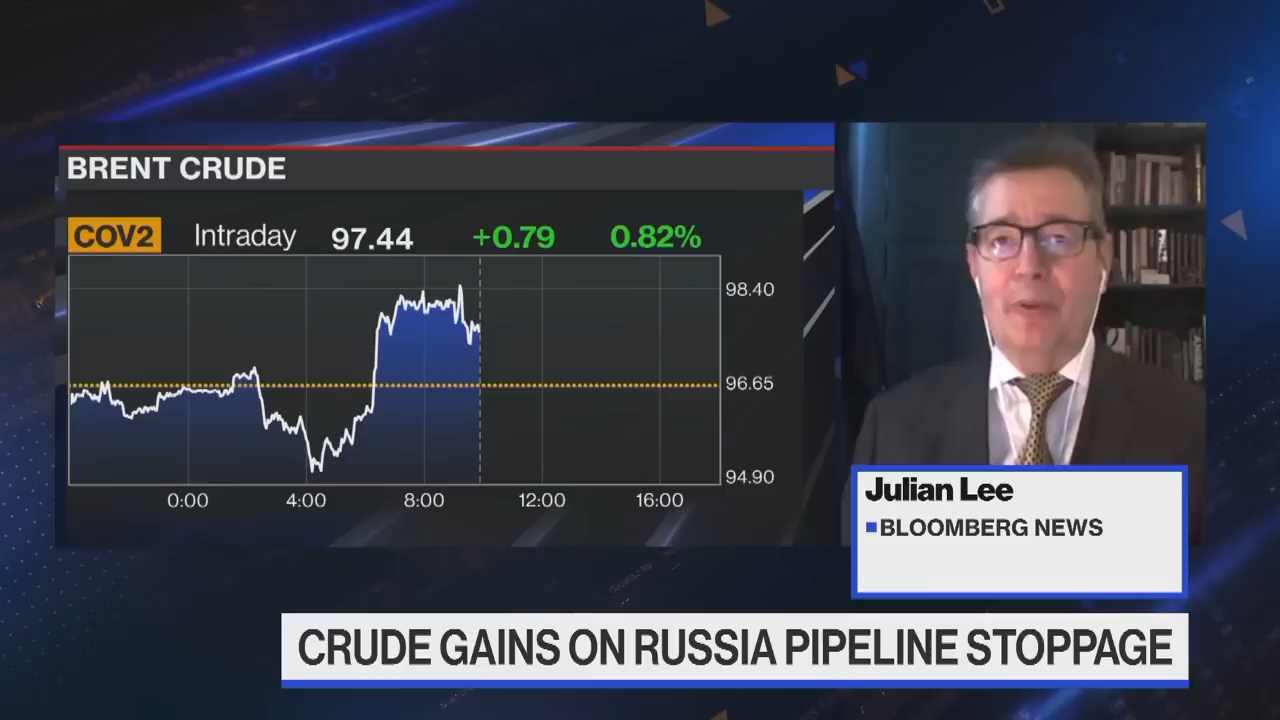 BRENT CRUDE
COV2 Intraday 97.44 +0.79 0.82%
98.40
96.65
94.90
0:00 4:00 8:00 12:00 16:00
Julian Lee
BLOOMBERG NEWS
CRUDE GAINS ON RUSSIA PIPELINE STOPPAGE